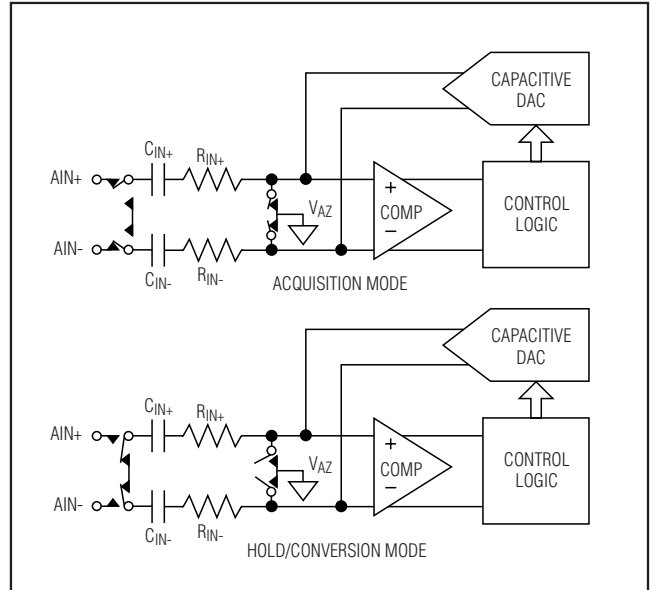 CAPACITIVE
DAC
CIN+
RIN+
AIN+
+
COMP
−
VAZ
CONTROL
LOGIC
AIN-
CIN-
RIN-
ACQUISITION MODE
CAPACITIVE
DAC
CIN+
RIN+
AIN+
+
COMP
−
VAZ
CONTROL
LOGIC
AIN-
CIN-
RIN-
HOLD/CONVERSION MODE